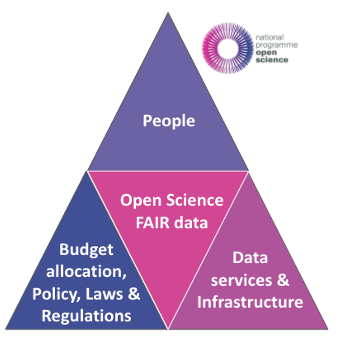 national
programme
open
science
People
Open Science
FAIR data
Budget
allocation,
Policy, Laws &
Regulations
Data
services &
Infrastructure